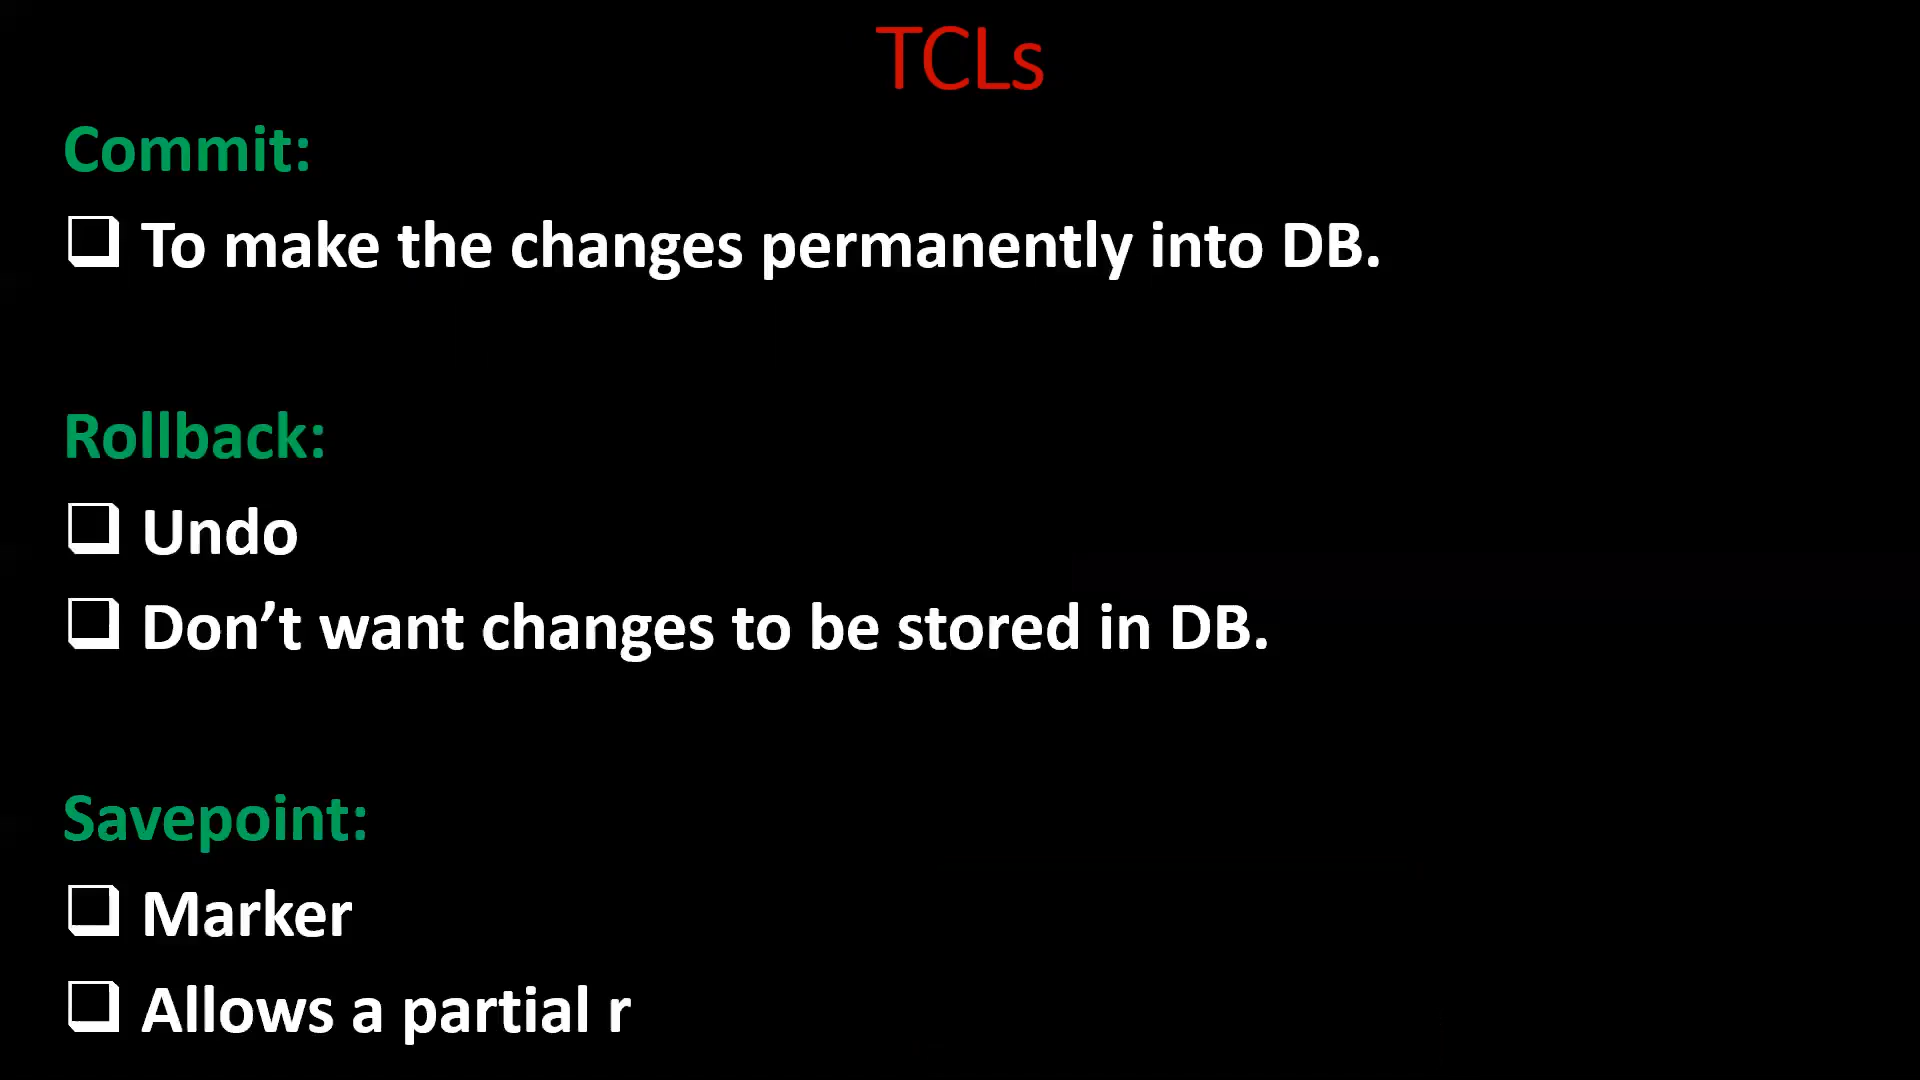 TCLs
Commit:
To make the changes permanently into DB.
Rollback:
Undo
Don’t want changes to be stored in DB.
Savepoint:
Marker
Allows a partial r